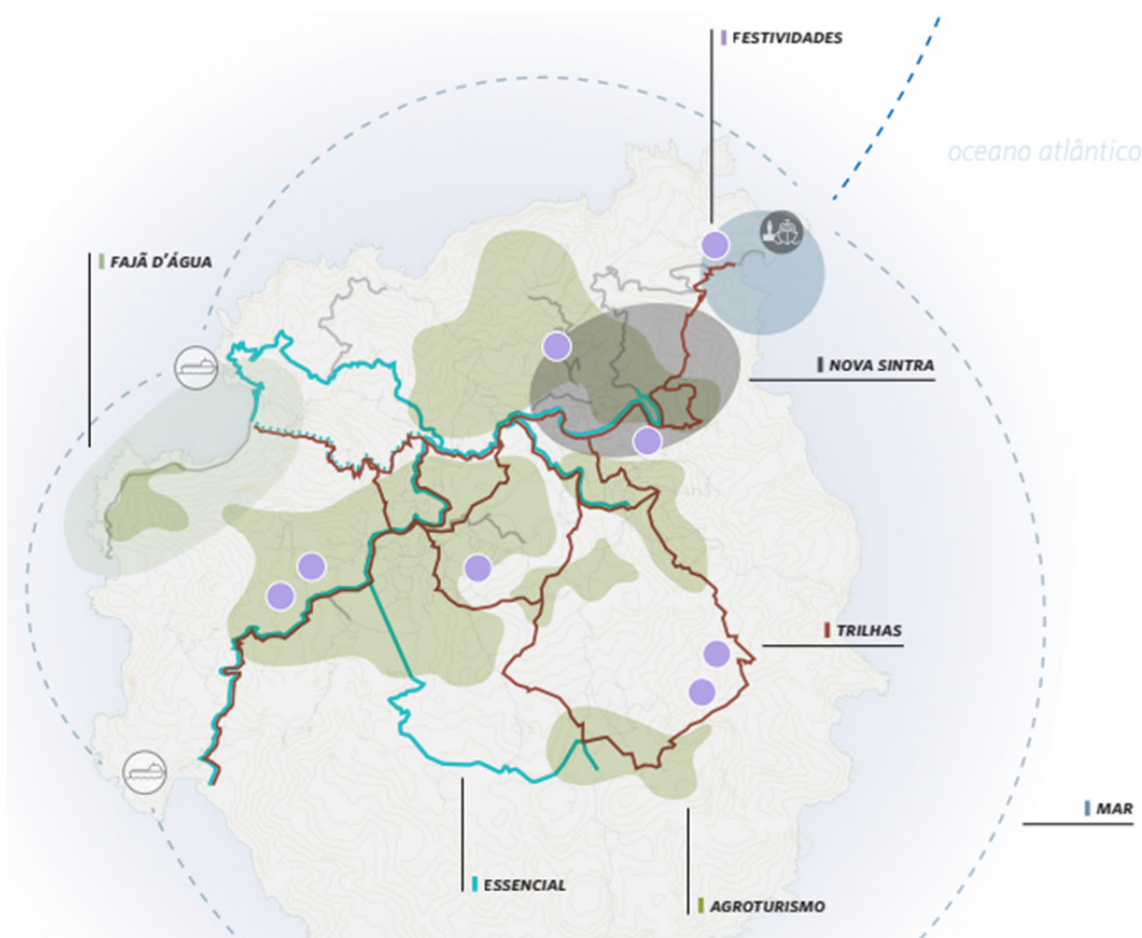 FESTIVIDADES
oceano atlântico
FAJÃ D'ÁGUA
NOVA SINTRA
TRILHAS
MAR
ESSENCIAL
AGROTURISMO